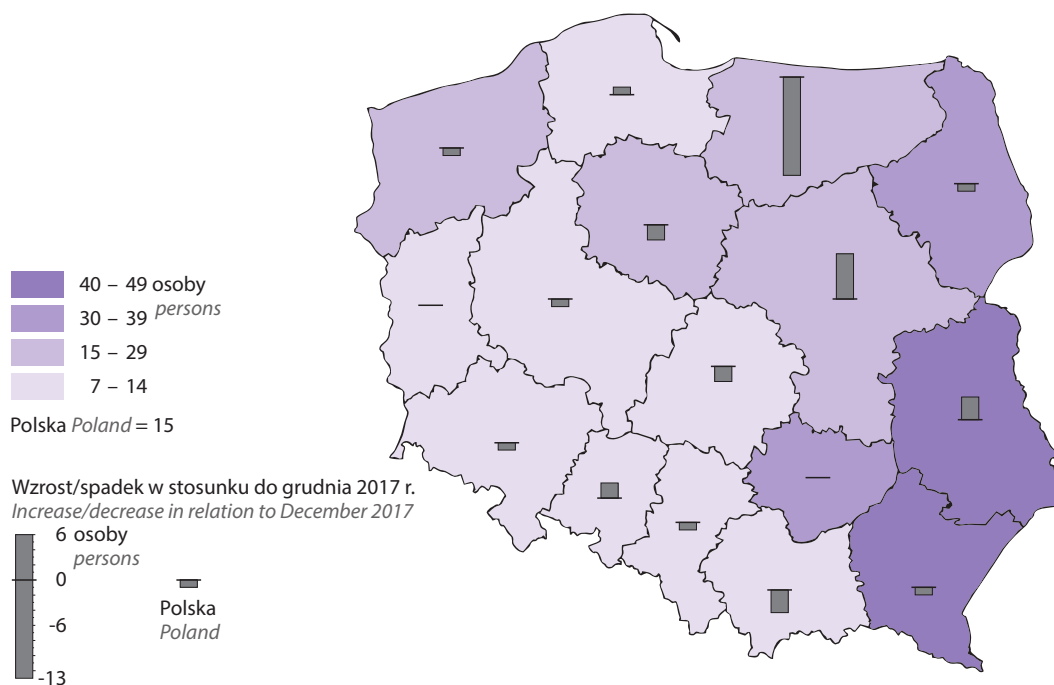 40 – 49 osoby
persons
30 – 39
15 – 29
7 – 14
Polska Poland = 15
Wzrost/spadek w stosunku do grudnia 2017 r.
Increase/decrease in relation to December 2017
6 osoby
persons
0
-6
-13
Polska
Poland